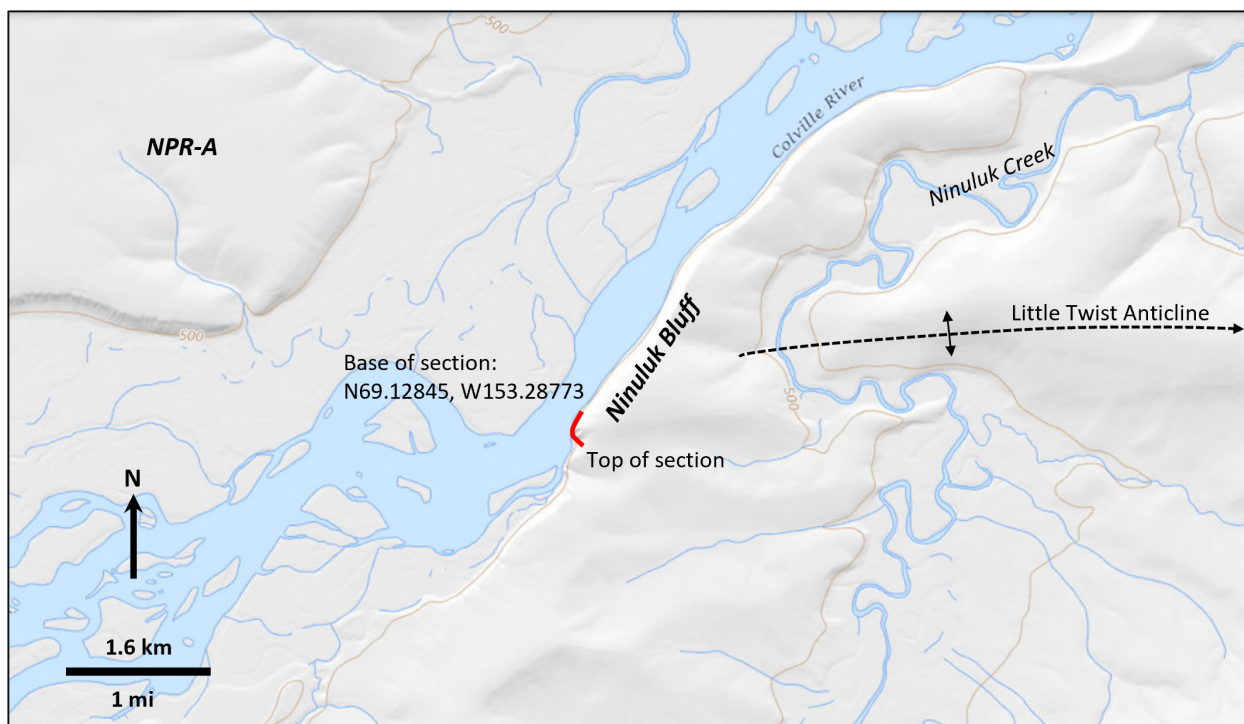 500
NPR-A
Colville River
Ninuluk Creek
Little Twist Anticline
500
Base of section:
N69.12845, W153.28773
Ninuluk Bluff
500
Top of section
N
1.6 km
1 mi